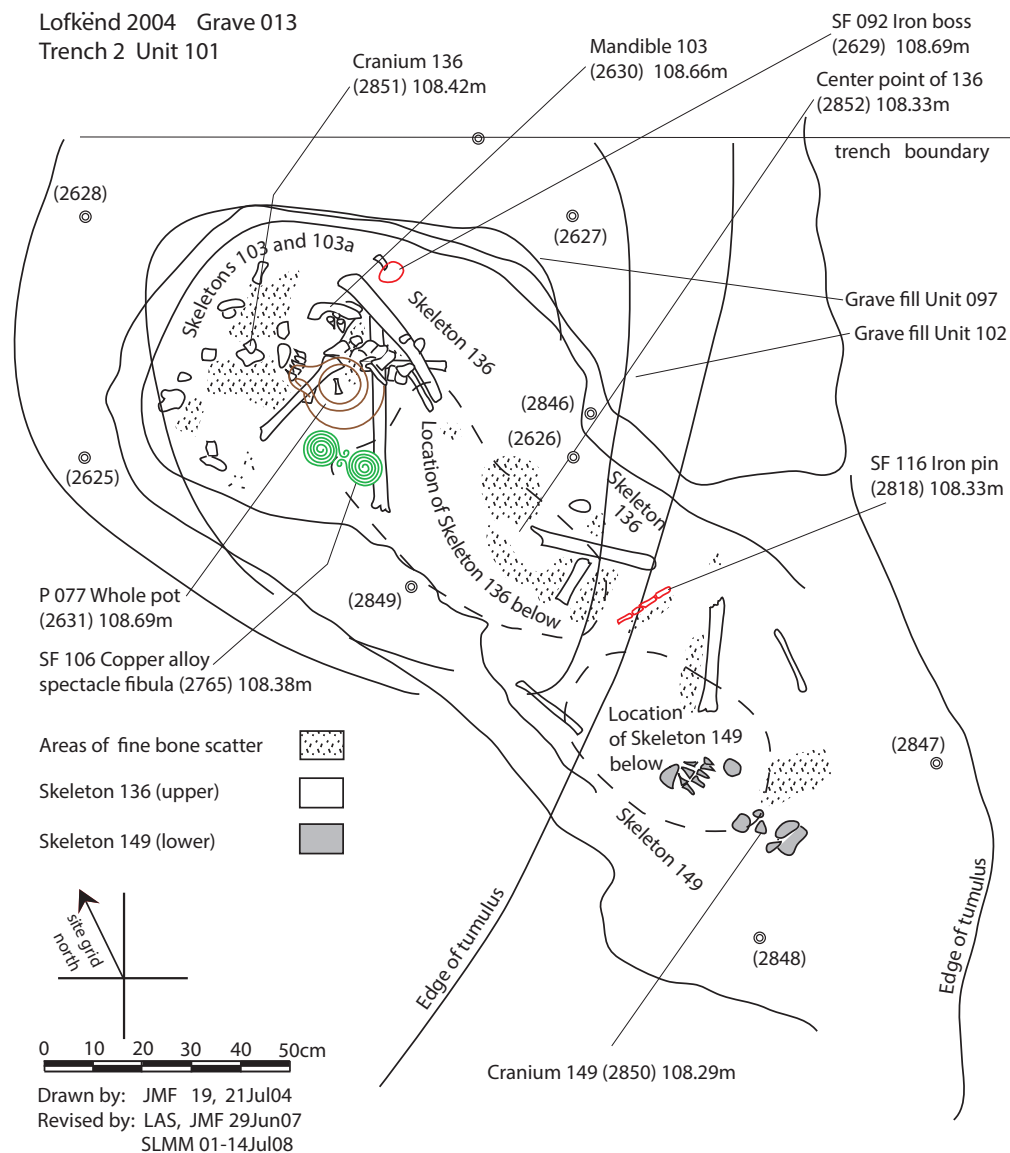 Lofkënd 2004 Grave 013
Trench 2 Unit 101
SF 092 Iron boss
(2629) 108.69m
Mandible 103
(2630) 108.66m
Cranium 136
(2851) 108.42m
Center point of 136
(2852) 108.33m
trench boundary
(2628)
(2627)
Skeletons 103 and 103a
Skeleton 136
Grave fill Unit 097
Grave fill Unit 102
(2846)
(2626)
(2625)
SF 116 Iron pin
(2818) 108.33m
Skeleton
136
Location of Skeleton 136 below
P 077 Whole pot
(2631) 108.69m
(2849)
SF 106 Copper alloy
spectacle fibula (2765) 108.38m
Location
of Skeleton 149
below
(2847)
Areas of fine bone scatter
Skeleton 136 (upper)
Skeleton 149 (lower)
Skeleton 149
Edge of tumulus
Edge of tumulus
(2848)
site grid
north
0 10 20 30 40 50cm
Cranium 149 (2850) 108.29m
Drawn by: JMF 19, 21Jul04
Revised by: LAS, JMF 29Jun07
SLMM 01-14Jul08